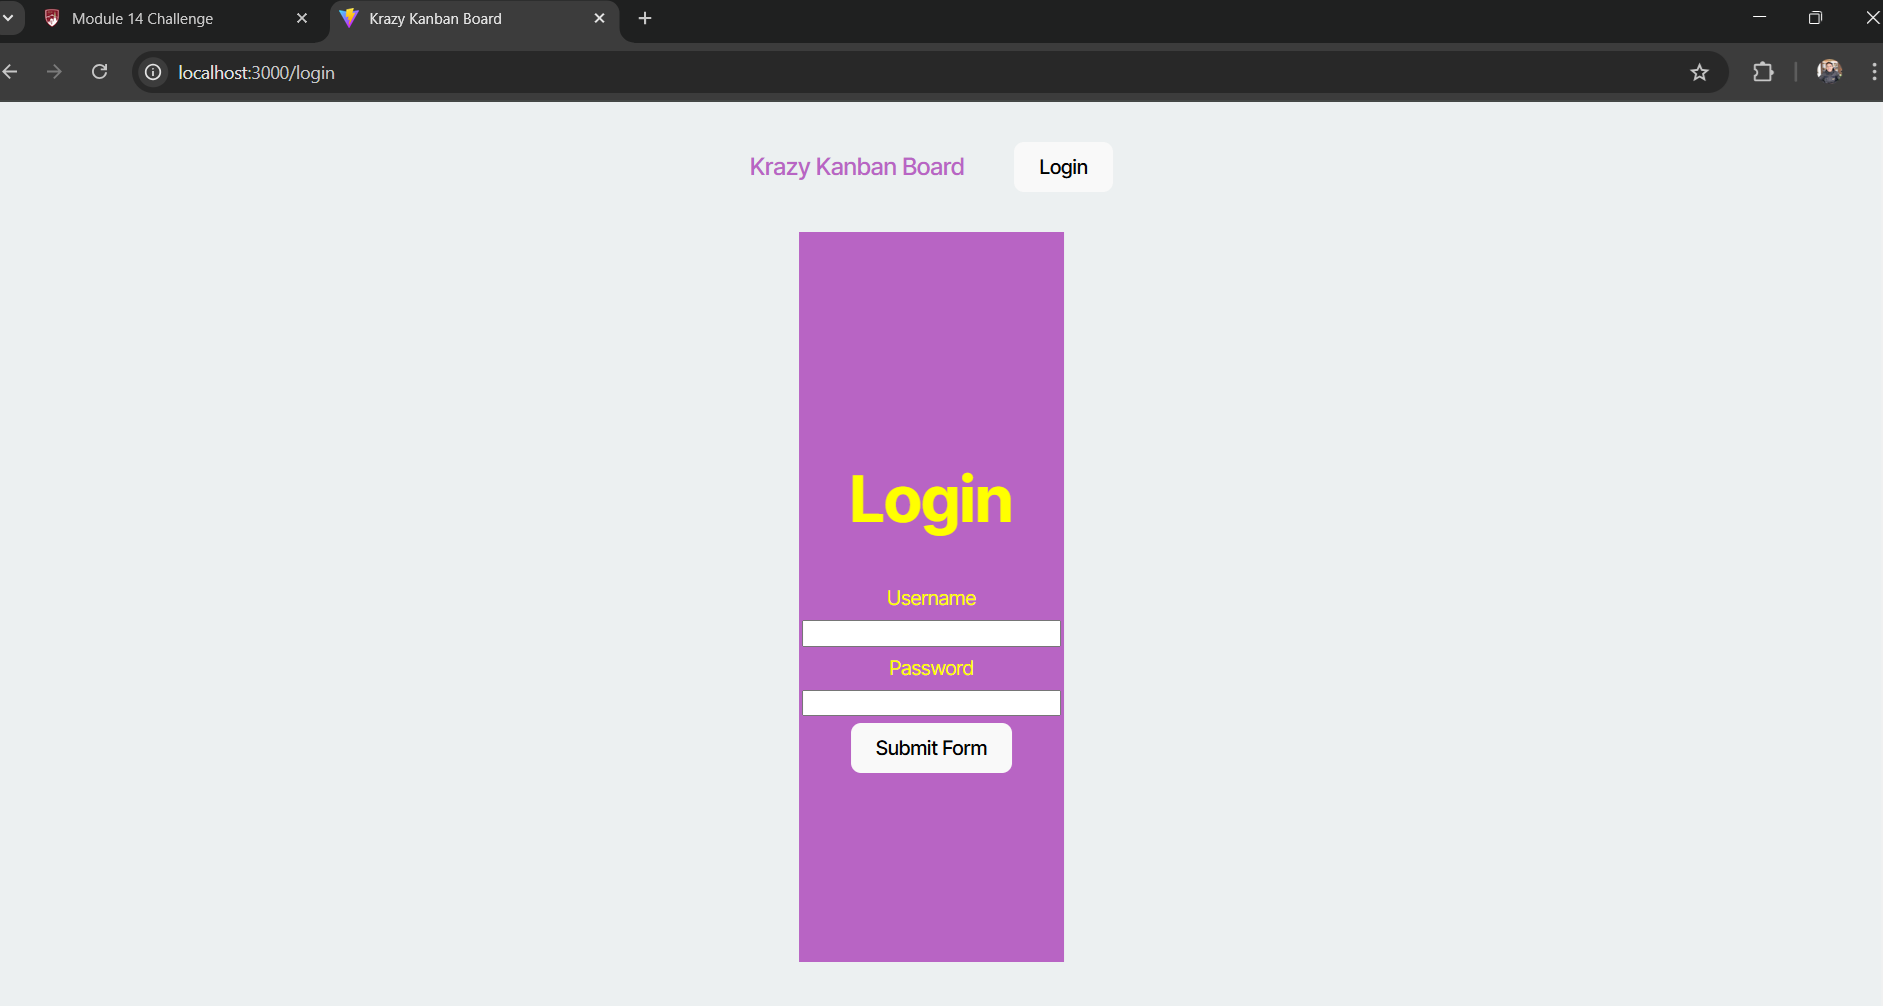 Module 14 Challenge
Krazy Kanban Board
localhost:3000/login
Krazy Kanban Board
Login
Login
Username
Password
Submit Form